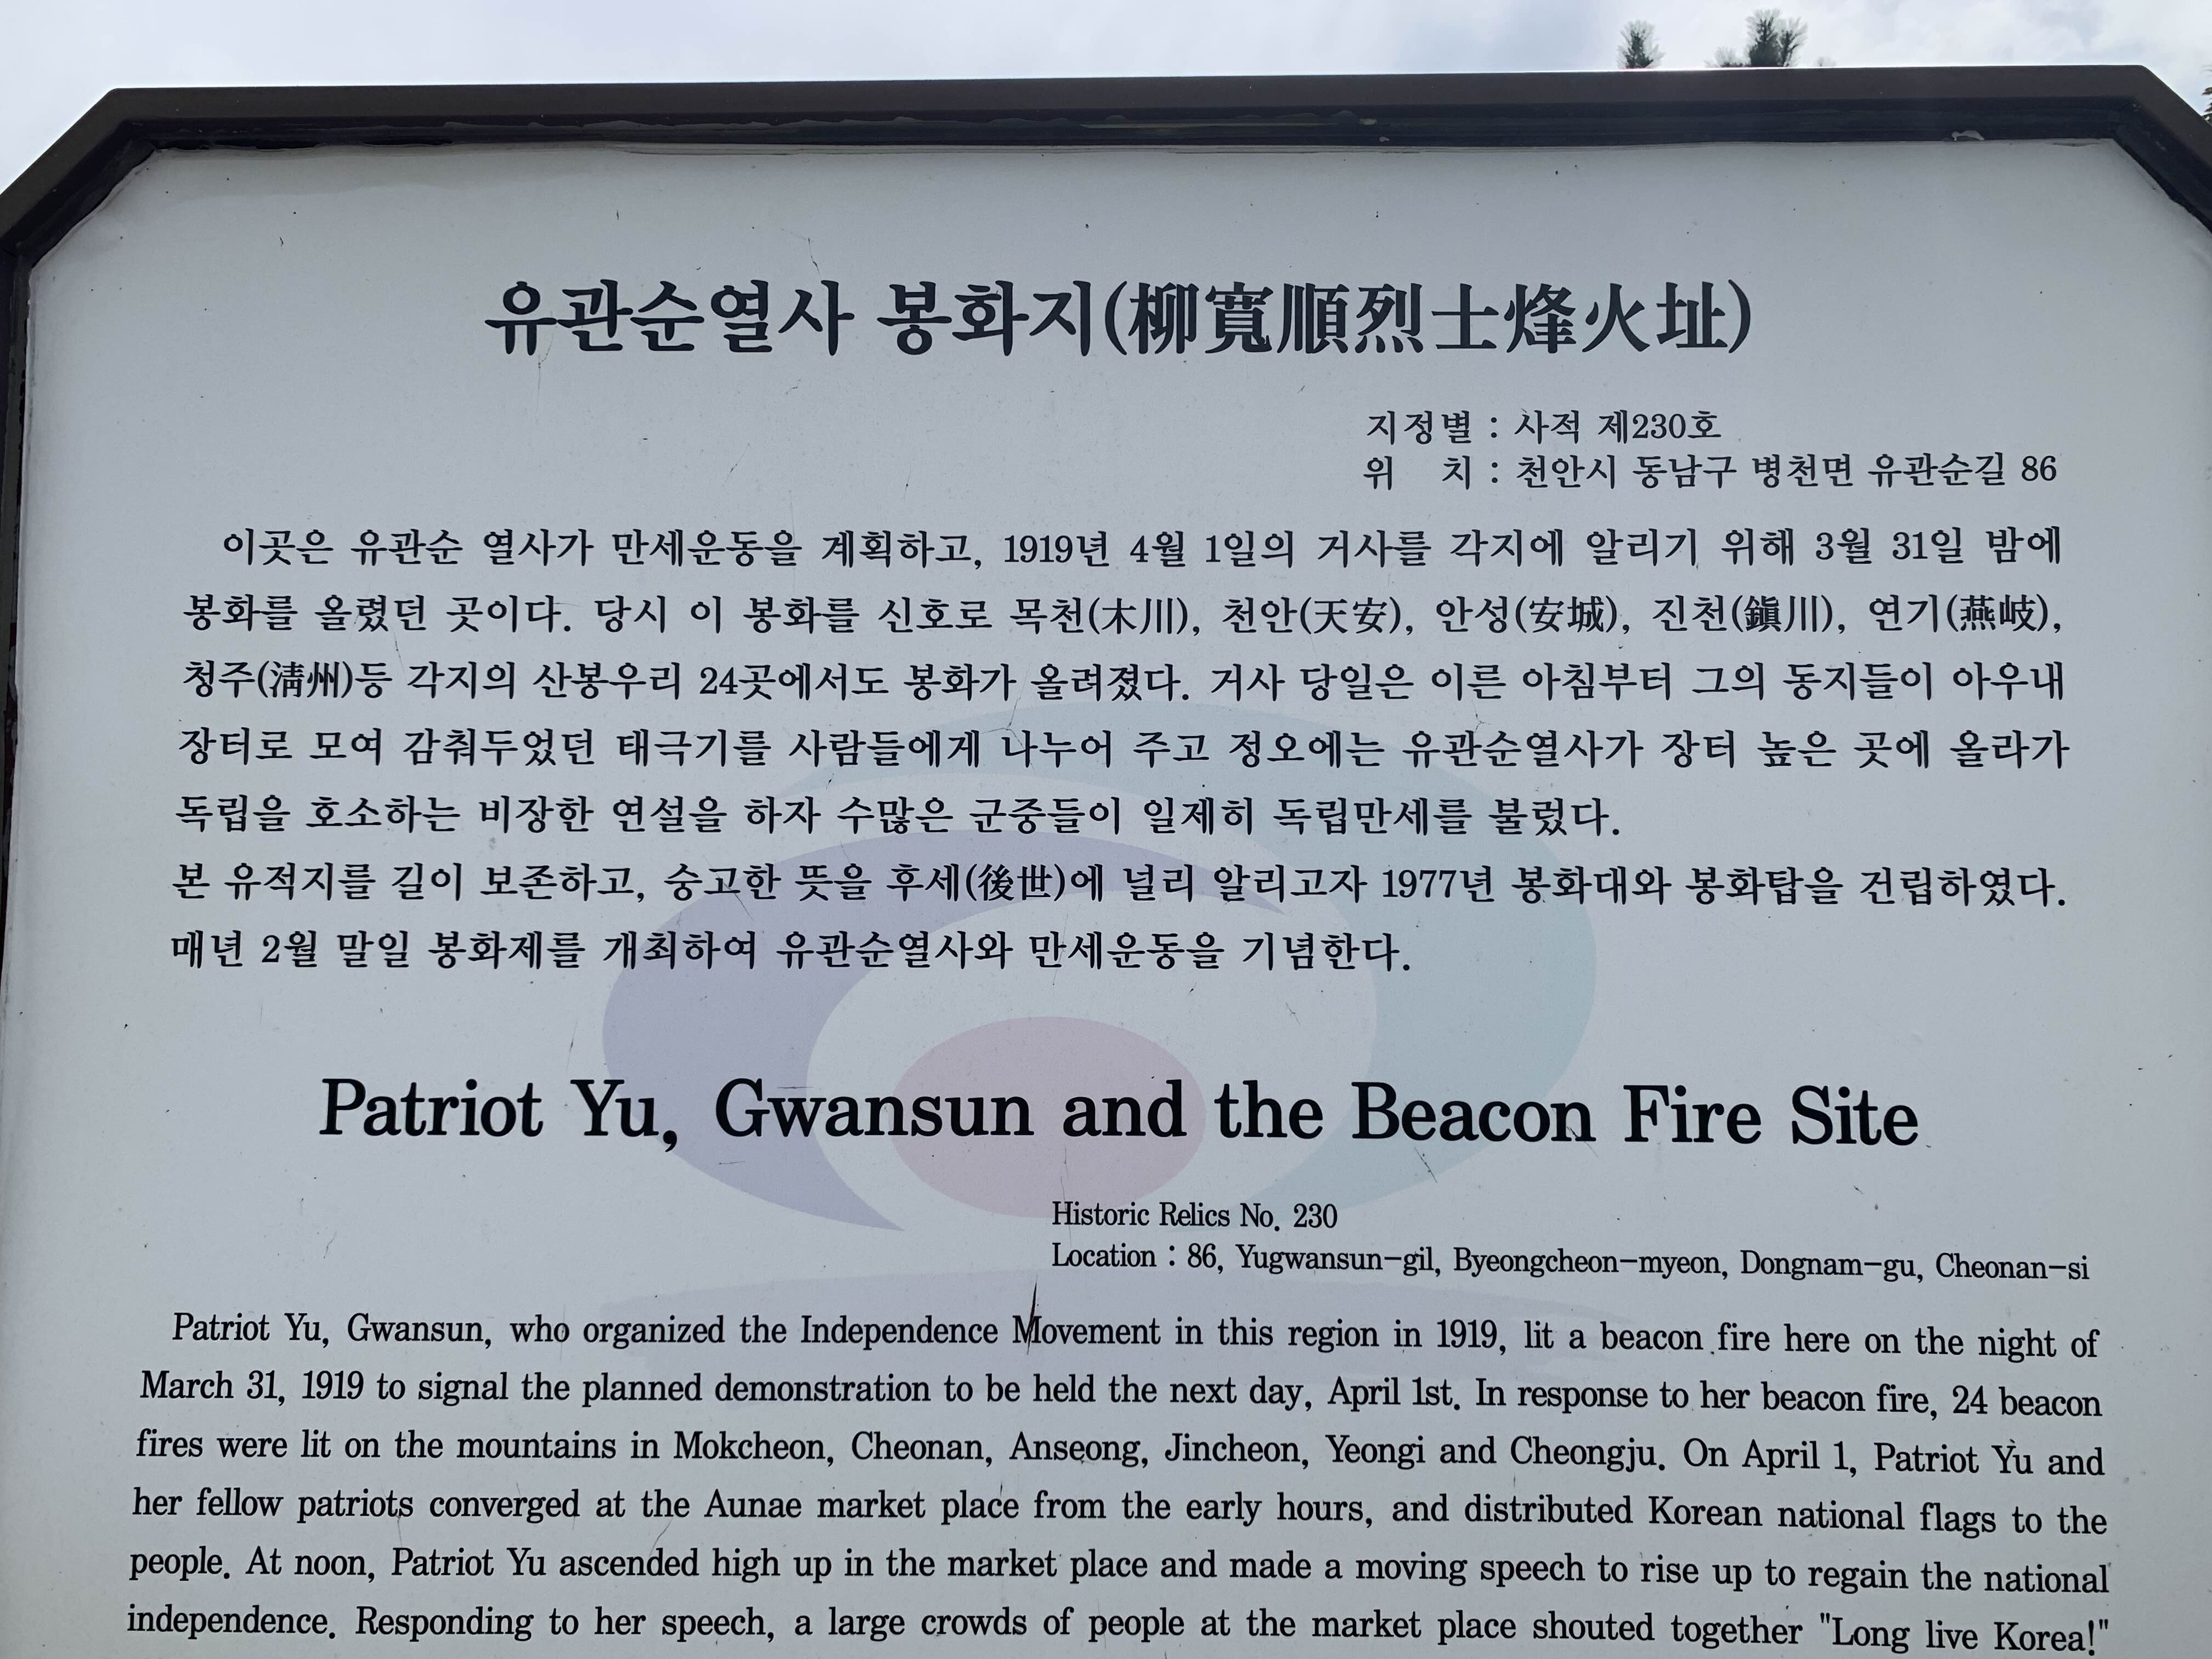 유관순열사 봉화지(柳寬順烈士烽火址)
지정별 : 사적 제230호
위 치 : 천안시 동남구 병천면 유관순길 86
이곳은 유관순 열사가 만세운동을 계획하고, 1919년 4월 1일의 거사를 각지에 알리기 위해 3월 31일 밤에
봉화를 올렸던 곳이다. 당시 이 봉화를 신호로 목천(木川), 천안(天安), 안성(安城), 진천(鎭川), 연기(燕岐),
청주(淸州)등 각지의 산봉우리 24곳에서도 봉화가 올려졌다. 거사 당일은 이른 아침부터 그의 동지들이 아우내
장터로 모여 감춰두었던 태극기를 사람들에게 나누어 주고 정오에는 유관순열사가 장터 높은 곳에 올라가
독립을 호소하는 비장한 연설을 하자 수많은 군중들이 일제히 독립만세를 불렀다.
본 유적지를 길이 보존하고, 숭고한 뜻을 후세(後世)에 널리 알리고자 1977년 봉화대와 봉화탑을 건립하였다.
매년 2월 말일 봉화제를 개최하여 유관순열사와 만세운동을 기념한다.
Patriot Yu, Gwansun and the Beacon Fire Site
Historic Relics No. 230
Location : 86, Yugwansun-gil, Byeongcheon-myeon, Dongnam-gu, Cheonan-si
Patriot Yu, Gwansun, who organized the Independence Movement in this region in 1919, lit a beacon fire here on the night of
March 31, 1919 to signal the planned demonstration to be held the next day, April 1st. In response to her beacon fire, 24 beacon
fires were lit on the mountains in Mokcheon, Cheonan, Anseong, Jincheon, Yeongi and Cheongju. On April 1, Patriot Yu and
her fellow patriots converged at the Aunae market place from the early hours, and distributed Korean national flags to the
people. At noon, Patriot Yu ascended high up in the market place and made a moving speech to rise up to regain the national
independence. Responding to her speech, a large crowds of people at the market place shouted together "Long live Korea!"